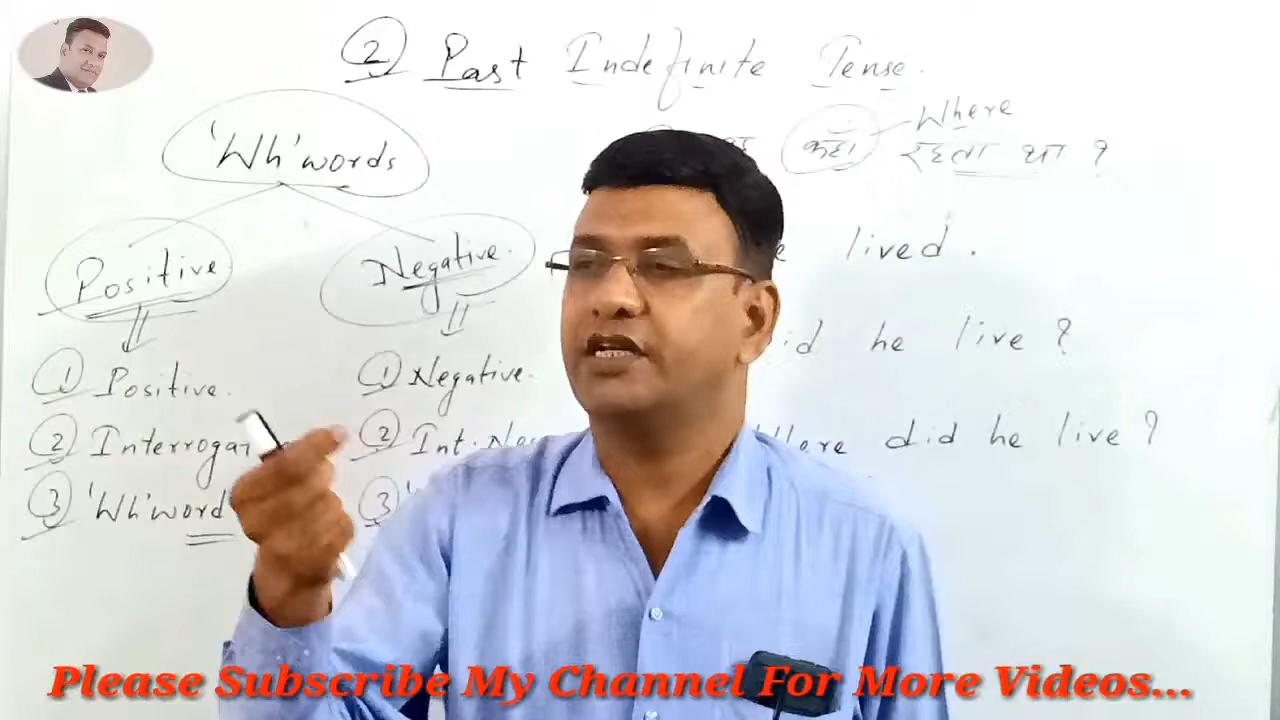 ② Past Indefinite Tense.
'Wh' words
कहाँ Where रहता था ?
Positive Negative.
lived.
① Positive. ① Negative.
he live ?
② ② Int.
Where did he live ?
③ 'Wh' word ③
Please Subscribe My Channel For More Videos...